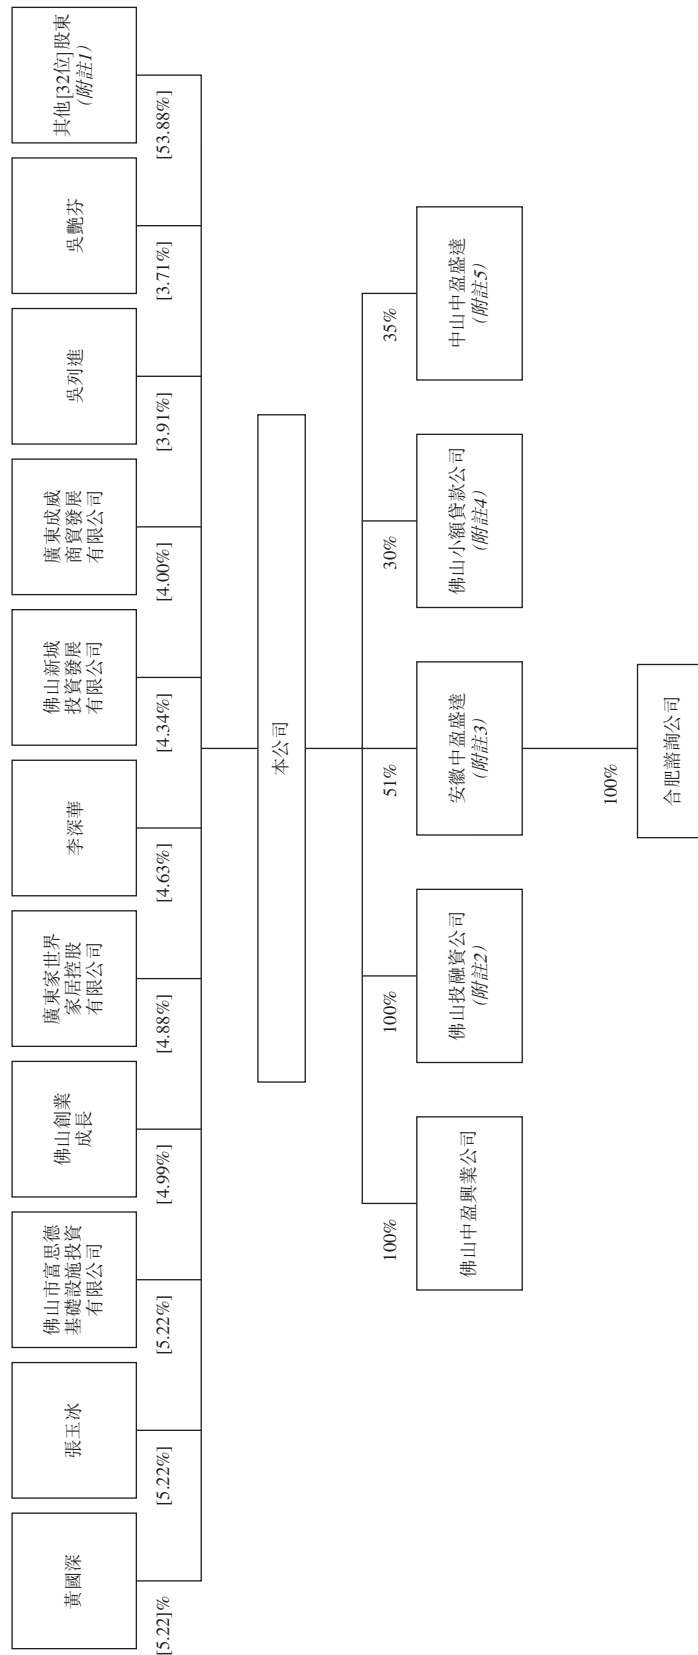 黃國深
張玉冰
佛山市富思德
基礎設施投資
有限公司
佛山創業
成長
廣東家世界
家居控股
有限公司
李深華
佛山新城
投資發展
有限公司
廣東成威
商貿發展
有限公司
吳列進
吳艷芬
其他[32位]股東
(附註1)
[5.22]%
[5.22%]
[5.22%]
[4.99%]
[4.88%]
[4.63%]
[4.34%]
[4.00%]
[3.91%]
[3.71%]
[53.88%]
本公司
100%
100%
51%
30%
35%
佛山中盈興業公司
佛山投融資公司
(附註2)
安徽中盈盛達
(附註3)
佛山小額貸款公司
(附註4)
中山中盈盛達
(附註5)
100%
合肥諮詢公司